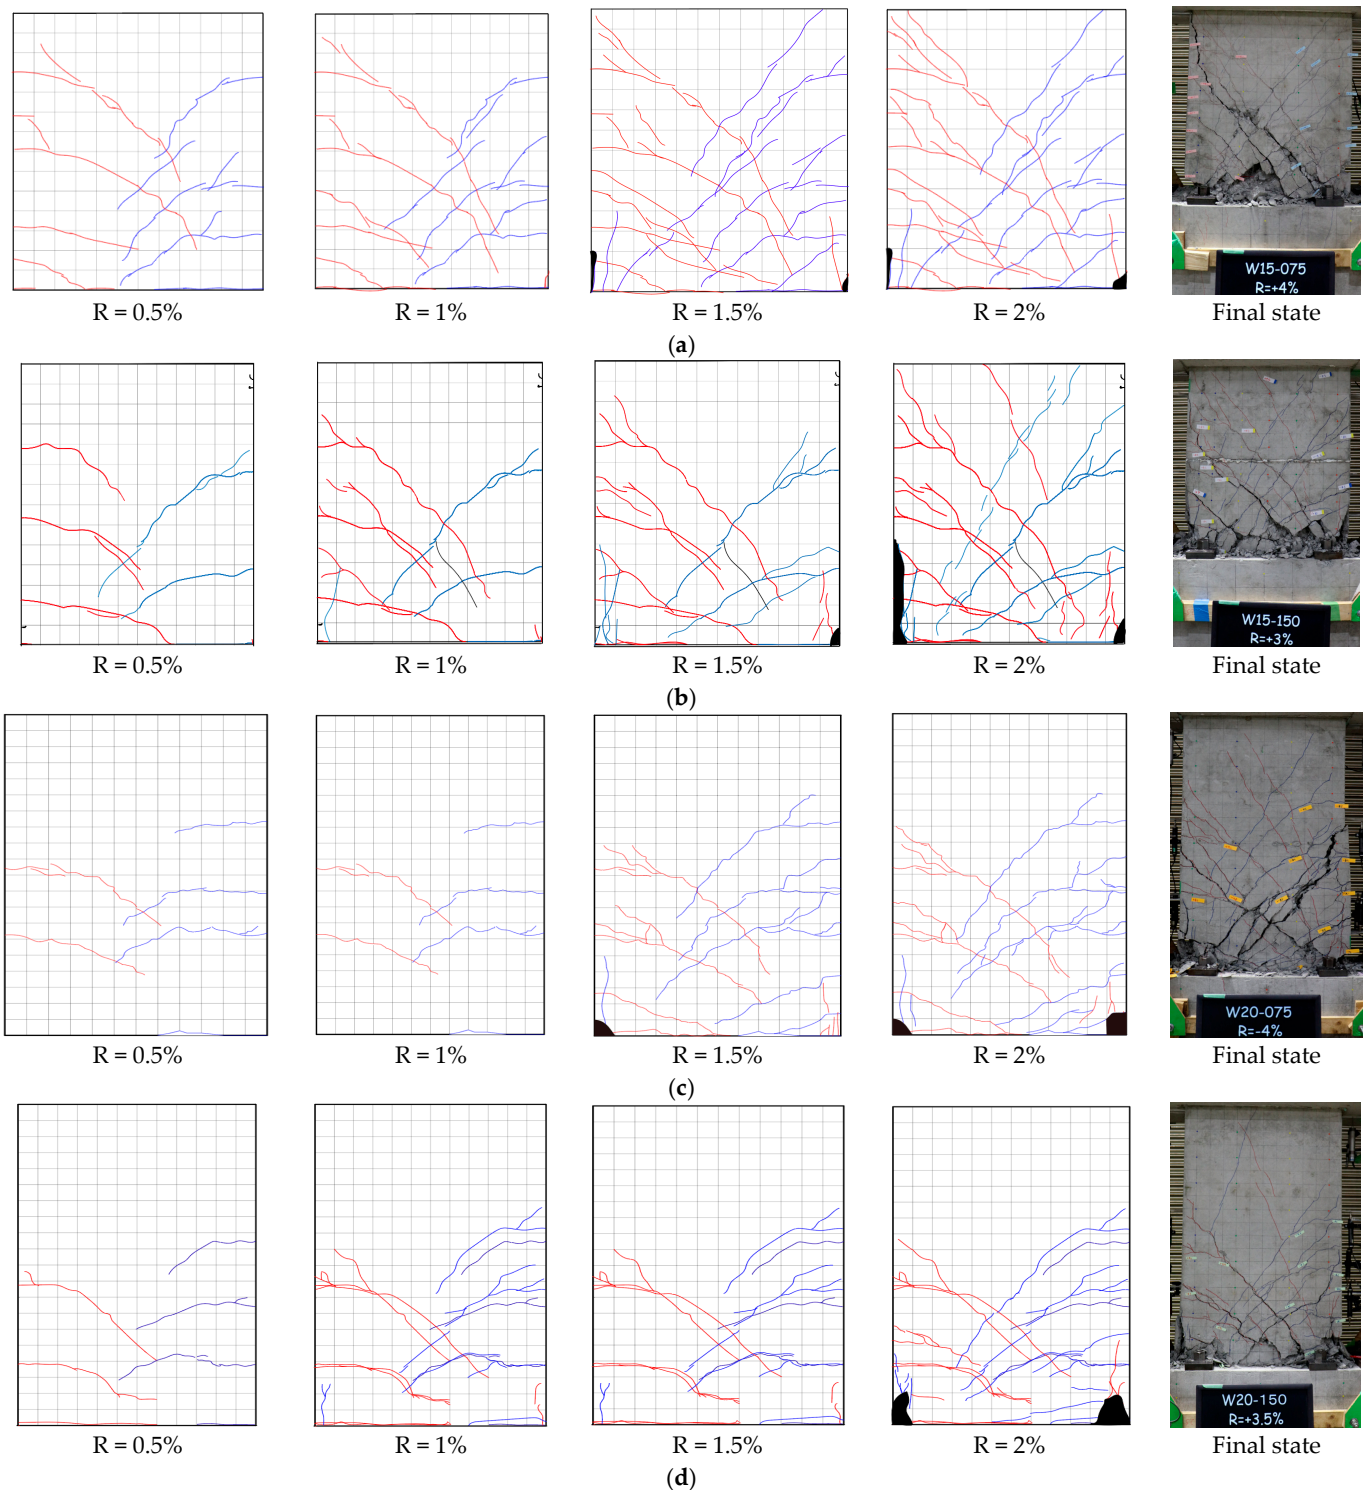 W15-075
R=+4%
R = 0.5% R = 1% R = 1.5% R = 2% Final state
(a)
W15-150
R=+3%
R = 0.5% R = 1% R = 1.5% R = 2% Final state
(b)
W20-075
R=-4%
R = 0.5% R = 1% R = 1.5% R = 2% Final state
(c)
W20-150
R=+3.5%
R = 0.5% R = 1% R = 1.5% R = 2% Final state
(d)